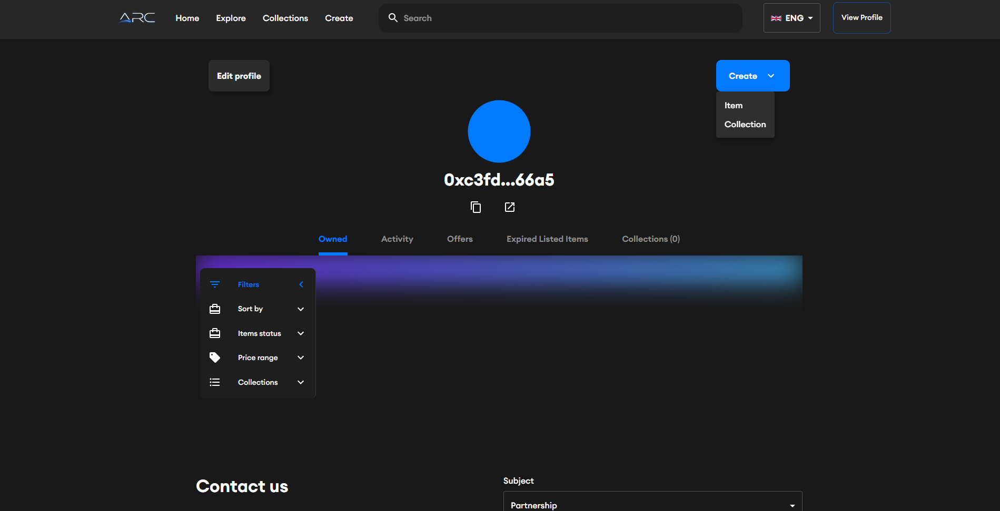 ARC
Home
Explore
Collections
Create
Search
ENG
View Profile
Edit profile
Create
Item
Collection
0xc3fd...66a5
Owned
Activity
Offers
Expired Listed Items
Collections (0)
Filters
Sort by
Items status
Price range
Collections
Contact us
Subject
Partnership